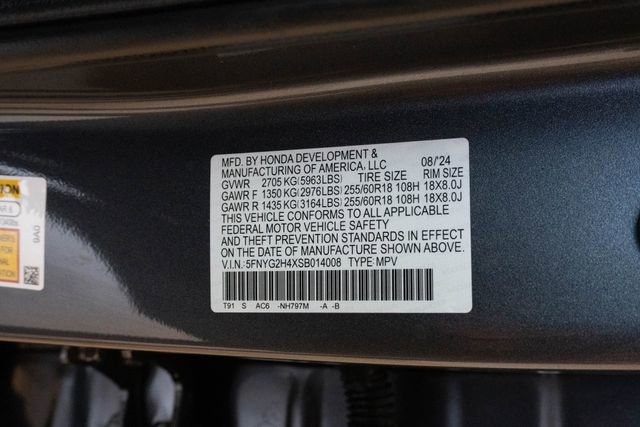 MFD. BY HONDA DEVELOPMENT &
MANUFACTURING OF AMERICA, LLC 08/'24
GVWR 2705 KG(5963LBS) TIRE SIZE RIM SIZE
GAWR F 1350 KG(2976LBS) 255/60R18 108H 18X8.0J
GAWR R 1435 KG(3164LBS) 255/60R18 108H 18X8.0J
THIS VEHICLE CONFORMS TO ALL APPLICABLE
FEDERAL MOTOR VEHICLE SAFETY
AND THEFT PREVENTION STANDARDS IN EFFECT
ON THE DATE OF MANUFACTURE SHOWN ABOVE.
V.I.N.:5FNYG2H4XSB014008 TYPE:MPV
T91 S AC6 -NH797M -A -B
9A0